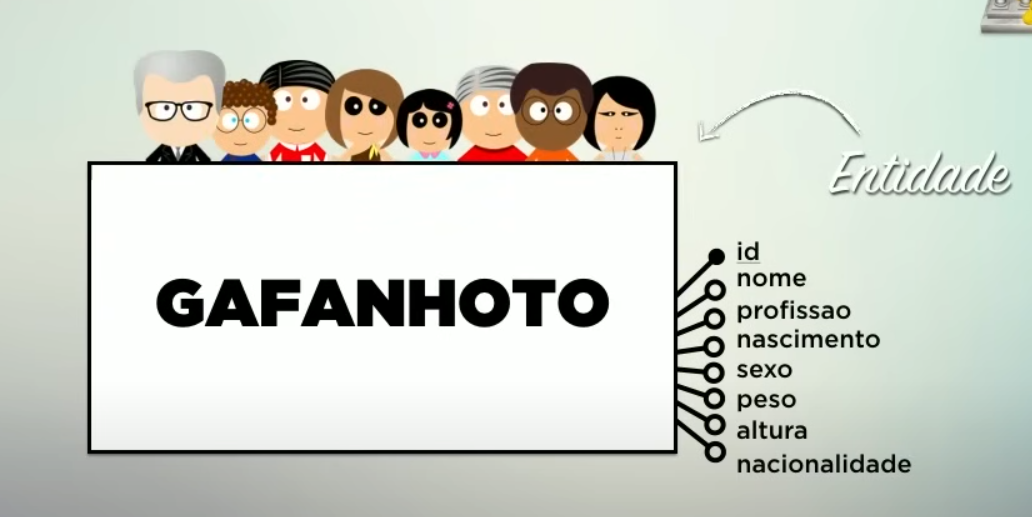 Entidade
GAFANHOTO
id
nome
profissao
nascimento
sexo
peso
altura
nacionalidade